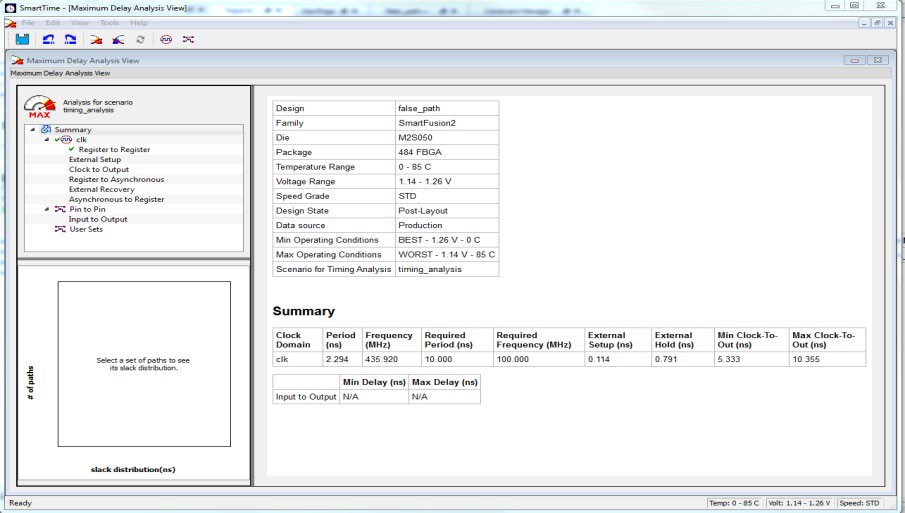 SmartTime - [Maximum Delay Analysis View]
File Edit View Tools Help
Maximum Delay Analysis View
Maximum Delay Analysis View
Analysis for scenario
timing_analysis
MAX
Summary
clk
Register to Register
External Setup
Clock to Output
Register to Asynchronous
External Recovery
Asynchronous to Register
Pin to Pin
Input to Output
User Sets
Select a set of paths to see
its slack distribution.
# of paths
slack distribution(ns)
Design false_path
Family SmartFusion2
Die M2S050
Package 484 FBGA
Temperature Range 0 - 85 C
Voltage Range 1.14 - 1.26 V
Speed Grade STD
Design State Post-Layout
Data source Production
Min Operating Conditions BEST - 1.26 V - 0 C
Max Operating Conditions WORST - 1.14 V - 85 C
Scenario for Timing Analysis timing_analysis
Summary
Clock Domain Period (ns) Frequency (MHz) Required Period (ns) Required Frequency (MHz) External Setup (ns) External Hold (ns) Min Clock-To-Out (ns) Max Clock-To-Out (ns)
clk 2.294 435.920 10.000 100.000 0.114 0.791 5.333 10.355
Min Delay (ns) Max Delay (ns)
Input to Output N/A N/A
Ready
Temp: 0 - 85 C Volt: 1.14 - 1.26 V Speed: STD